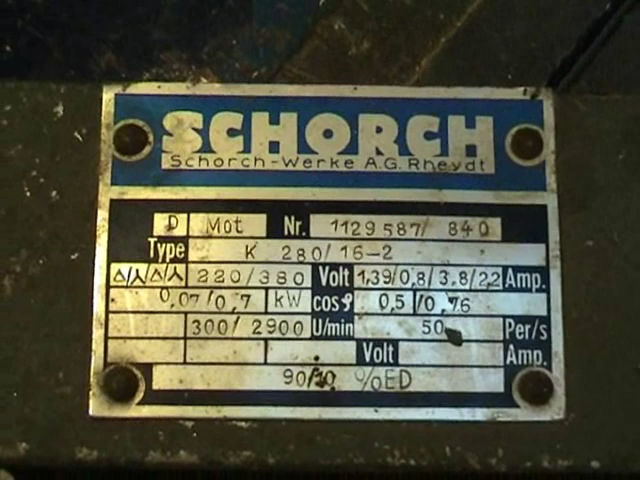 SCHORCH
Schorch-Werke A.G. Rheydt
D Mot Nr. 1129587/ 840
Type K 280/16-2
△/Y △/Y 220/380 Volt 1,39/0,8/3.8/2,2 Amp.
0,07/0,7 kW cosφ 0,5/0,76
300/2900 U/min 50 Per/s
Volt Amp.
90/ %ED